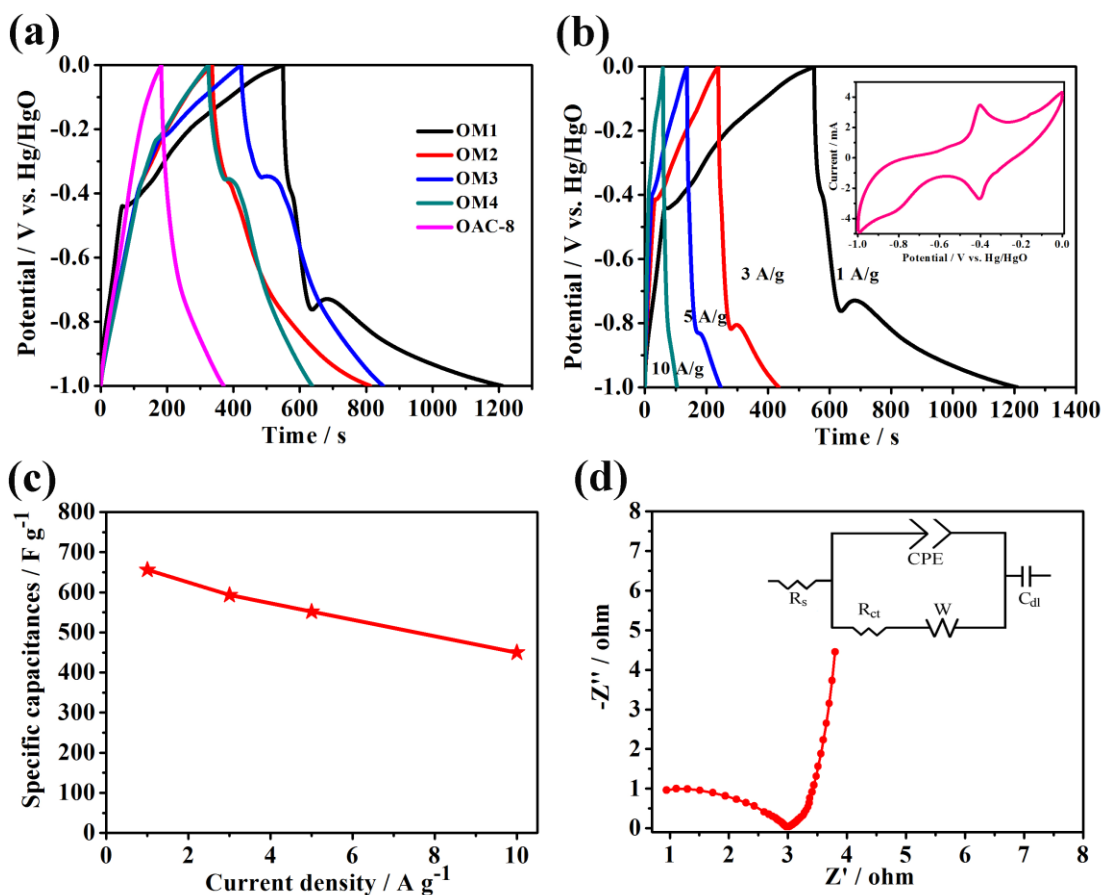 (a)
0.0
-0.2
-0.4
-0.6
-0.8
-1.0
Potential / V vs. Hg/HgO
OM1
OM2
OM3
OM4
OAC-8
0 200 400 600 800 1000 1200
Time / s
(b)
0.0
-0.2
-0.4
-0.6
-0.8
-1.0
Potential / V vs. Hg/HgO
10 A/g
5 A/g
3 A/g
1 A/g
4
2
0
-2
-4
Current / mA
-1.0 -0.8 -0.6 -0.4 -0.2 0.0
Potential / V vs. Hg/HgO
0 200 400 600 800 1000 1200 1400
Time / s
(c)
800
700
600
500
400
300
200
100
0
Specific capacitances / F g⁻¹
0 2 4 6 8 10
Current density / A g⁻¹
(d)
8
7
6
5
4
3
2
1
0
-Z'' / ohm
CPE
Rs
Rct
W
Cdl
1 2 3 4 5 6 7 8
Z' / ohm